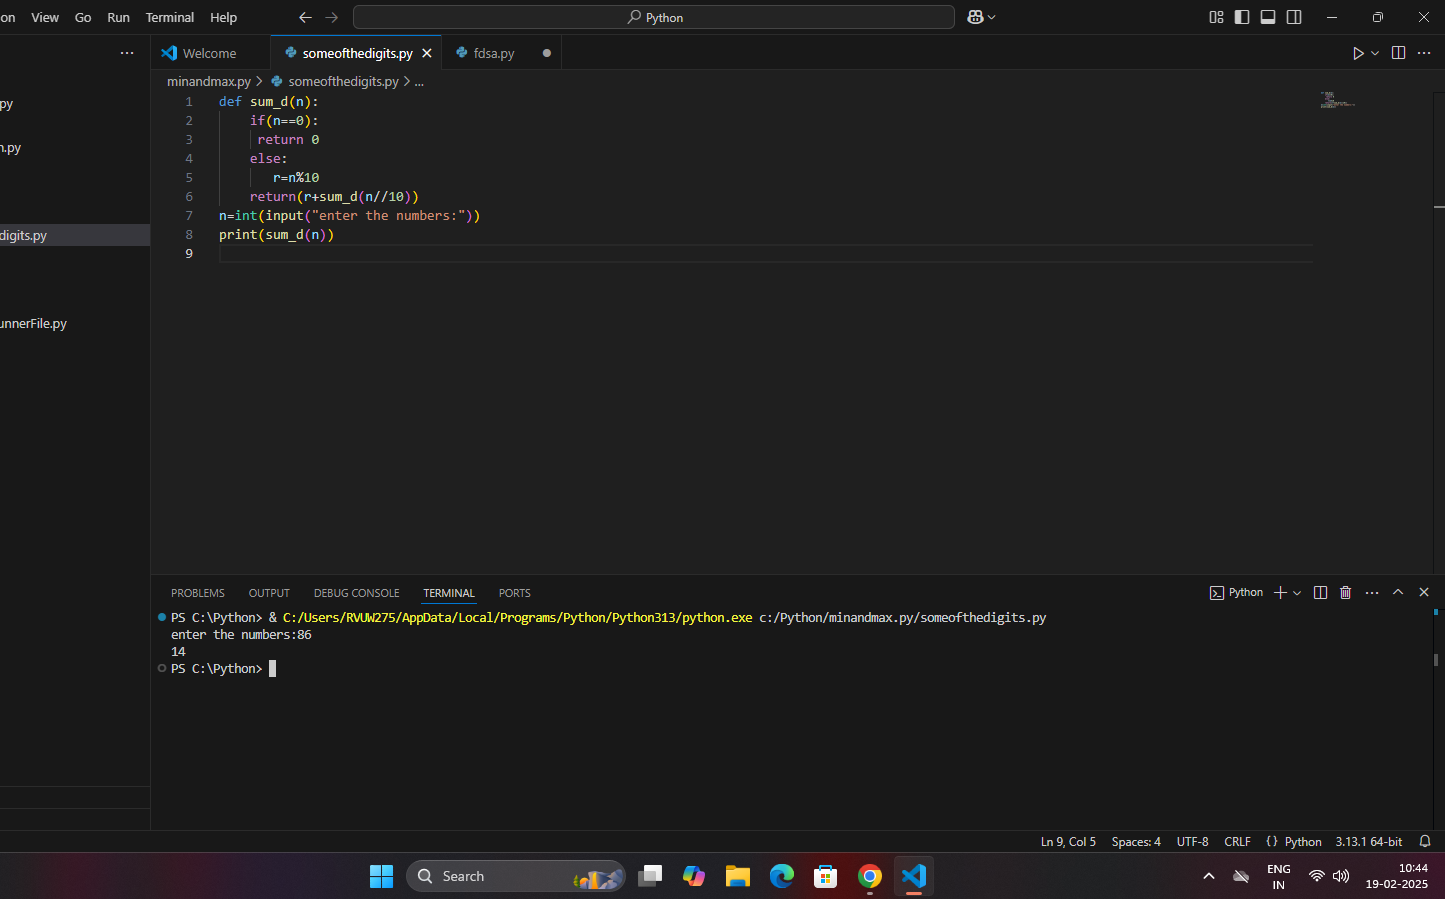 on View Go Run Terminal Help Python
Welcome someofthedigits.py fdsa.py
minandmax.py > someofthedigits.py > ...
py
n.py
digits.py
unnerFile.py
1 def sum_d(n):
2 if(n==0):
3 return 0
4 else:
5 r=n%10
6 return(r+sum_d(n//10))
7 n=int(input("enter the numbers:"))
8 print(sum_d(n))
9
PROBLEMS OUTPUT DEBUG CONSOLE TERMINAL PORTS Python
PS C:\Python> & C:/Users/RVUW275/AppData/Local/Programs/Python/Python313/python.exe c:/Python/minandmax.py/someofthedigits.py
enter the numbers:86
14
PS C:\Python>
Ln 9, Col 5 Spaces: 4 UTF-8 CRLF {} Python 3.13.1 64-bit
Search
ENG
IN
10:44
19-02-2025